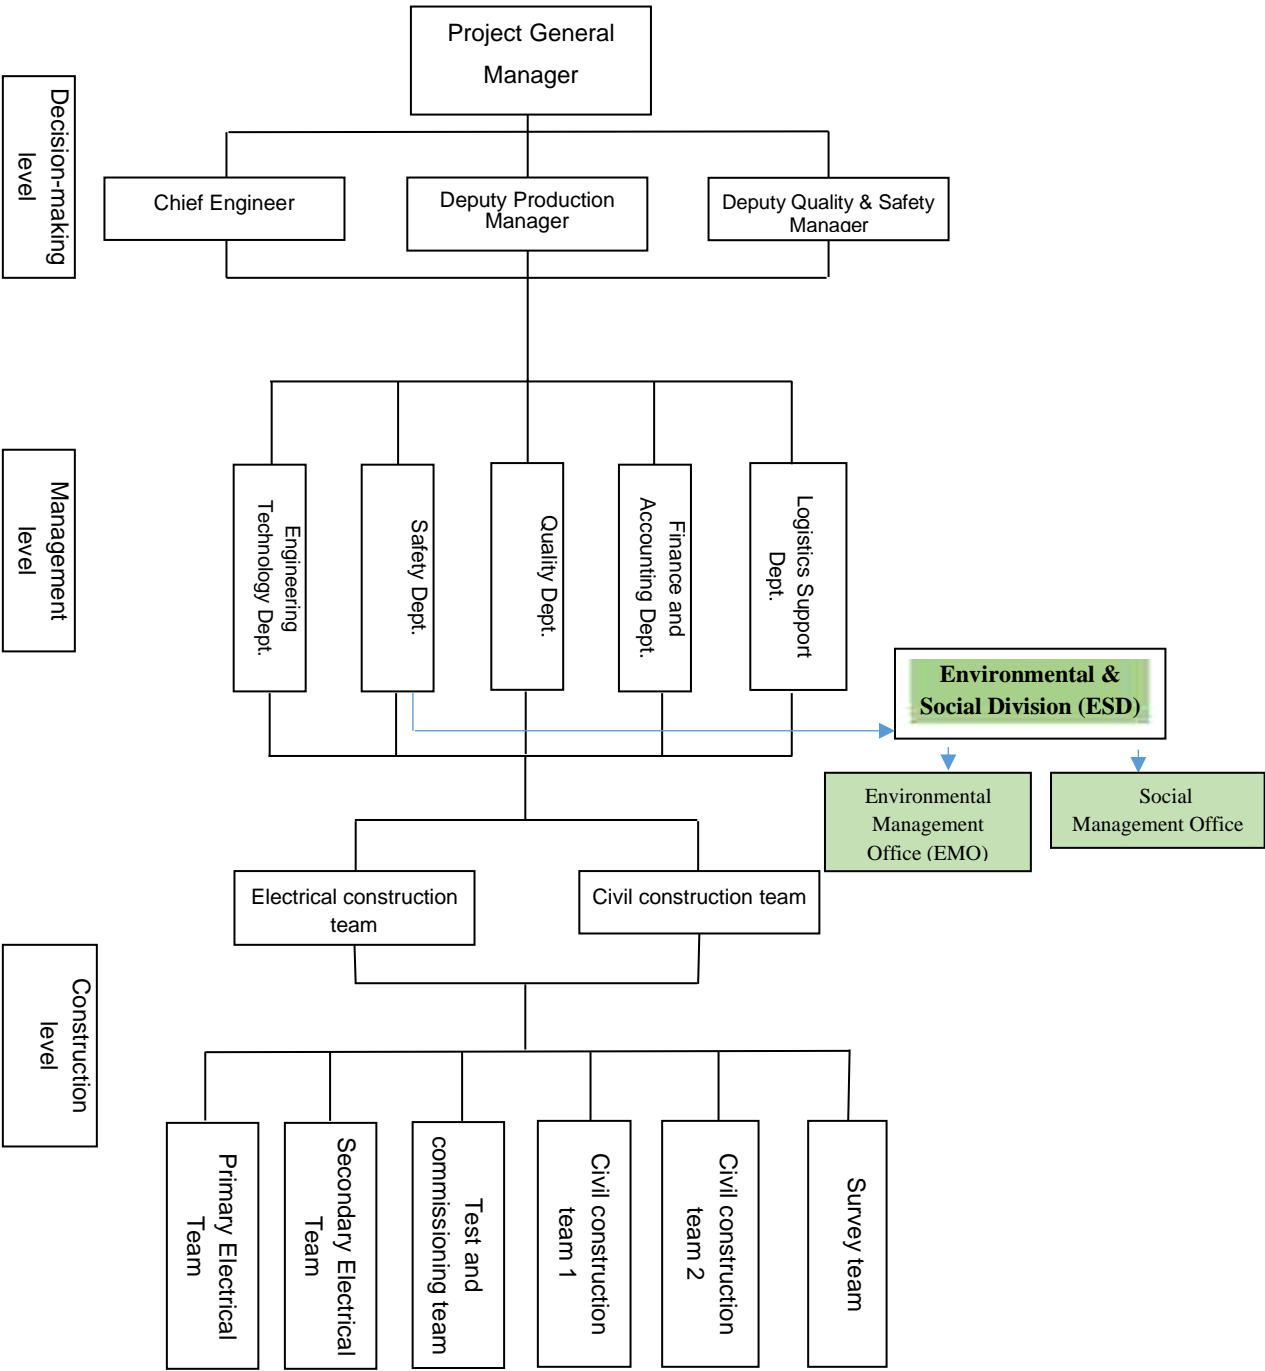 Project General
Manager
Decision-making
level
Chief Engineer
Deputy Production
Manager
Deputy Quality & Safety
Manager
Management
level
Engineering
Technology Dept.
Safety Dept.
Quality Dept.
Finance and
Accounting Dept.
Logistics Support
Dept.
Environmental &
Social Division (ESD)
Environmental
Management
Office (EMO)
Social
Management Office
Electrical construction
team
Civil construction team
Construction
level
Primary Electrical
Team
Secondary Electrical
Team
Test and
commissioning team
Civil construction
team 1
Civil construction
team 2
Survey team